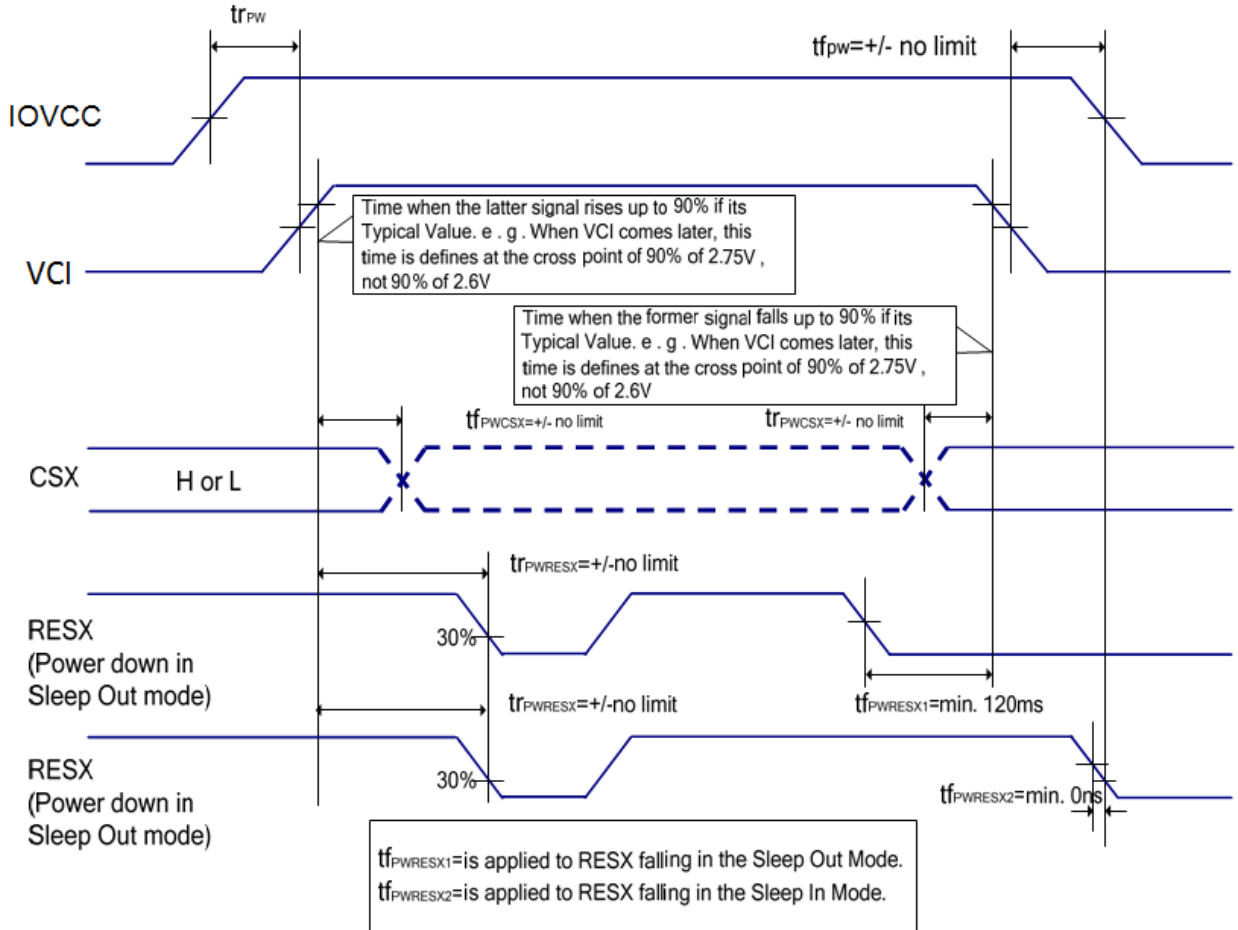 trPW
tfpw=+/- no limit
IOVCC
Time when the latter signal rises up to 90% if its
Typical Value. e . g . When VCI comes later, this
time is defines at the cross point of 90% of 2.75V ,
not 90% of 2.6V
VCI
Time when the former signal falls up to 90% if its
Typical Value. e . g . When VCI comes later, this
time is defines at the cross point of 90% of 2.75V ,
not 90% of 2.6V
tfPWCSX=+/- no limit
trPWCSX=+/- no limit
CSX
H or L
trPWRESX=+/-no limit
RESX
(Power down in
Sleep Out mode)
30%
tfPWRESX1=min. 120ms
trPWRESX=+/-no limit
RESX
(Power down in
Sleep Out mode)
30%
tfPWRESX2=min. 0ns
tfPWRESX1=is applied to RESX falling in the Sleep Out Mode.
tfPWRESX2=is applied to RESX falling in the Sleep In Mode.